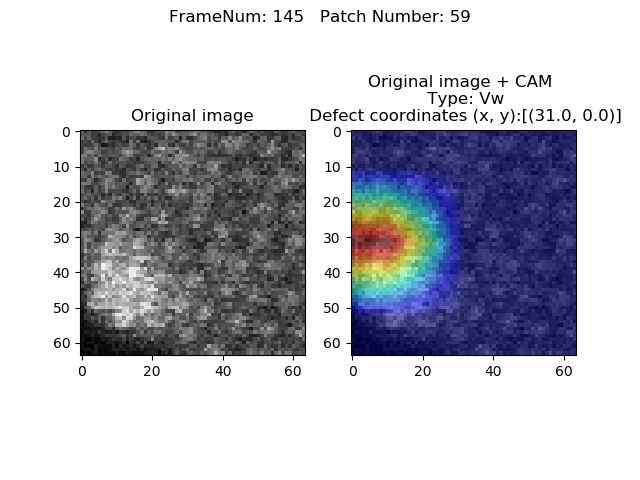 FrameNum: 145   Patch Number: 59
Original image
Original image + CAM
Type: Vw
Defect coordinates (x, y):[(31.0, 0.0)]
0
10
20
30
40
50
60
0 20 40 60
0
10
20
30
40
50
60
0 20 40 60